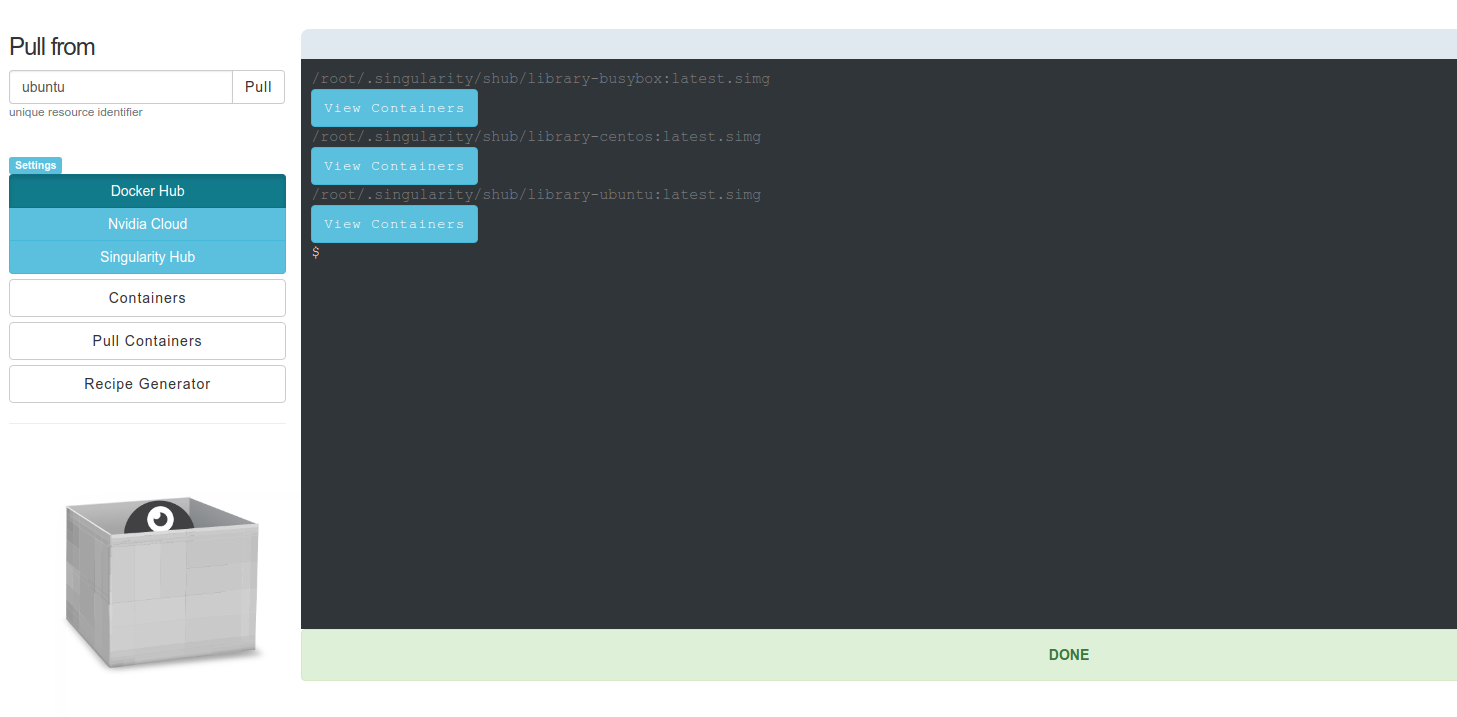 Pull from
ubuntu Pull
unique resource identifier
Settings
Docker Hub
Nvidia Cloud
Singularity Hub
Containers
Pull Containers
Recipe Generator
/root/.singularity/shub/library-busybox:latest.simg
View Containers
/root/.singularity/shub/library-centos:latest.simg
View Containers
/root/.singularity/shub/library-ubuntu:latest.simg
View Containers
$
DONE